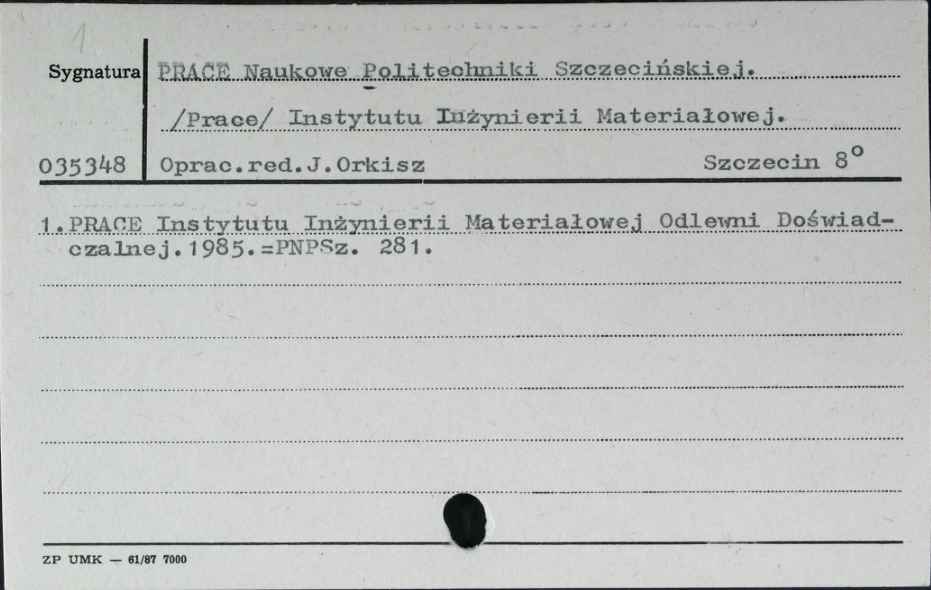 1
Sygnatura PRACE Naukowe Politechniki Szczecińskiej.
/Prace/ Instytutu Inżynierii Materiałowej.
035348 Oprac.red.J.Orkisz Szczecin 8°
1.PRACE Instytutu Inżynierii Materiałowej Odlewni Doświad-
czalnej.1985.=PNPSz. 281.
ZP UMK — 61/87 7000